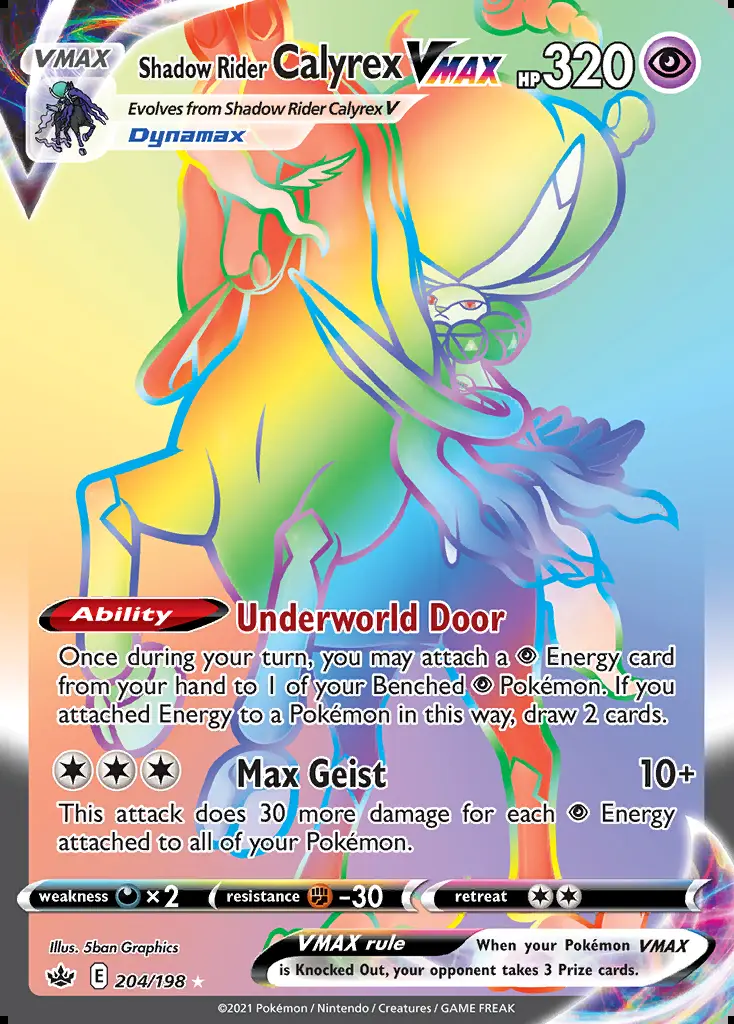 VMAX
Shadow Rider Calyrex VMAX HP 320
Evolves from Shadow Rider Calyrex V
Dynamax
Ability Underworld Door
Once during your turn, you may attach a Energy card
from your hand to 1 of your Benched Pokémon. If you
attached Energy to a Pokémon in this way, draw 2 cards.
Max Geist 10+
This attack does 30 more damage for each Energy
attached to all of your Pokémon.
weakness ×2 resistance -30 retreat
Illus. 5ban Graphics
VMAX rule When your Pokémon VMAX
is Knocked Out, your opponent takes 3 Prize cards.
E 204/198
©2021 Pokémon / Nintendo / Creatures / GAME FREAK